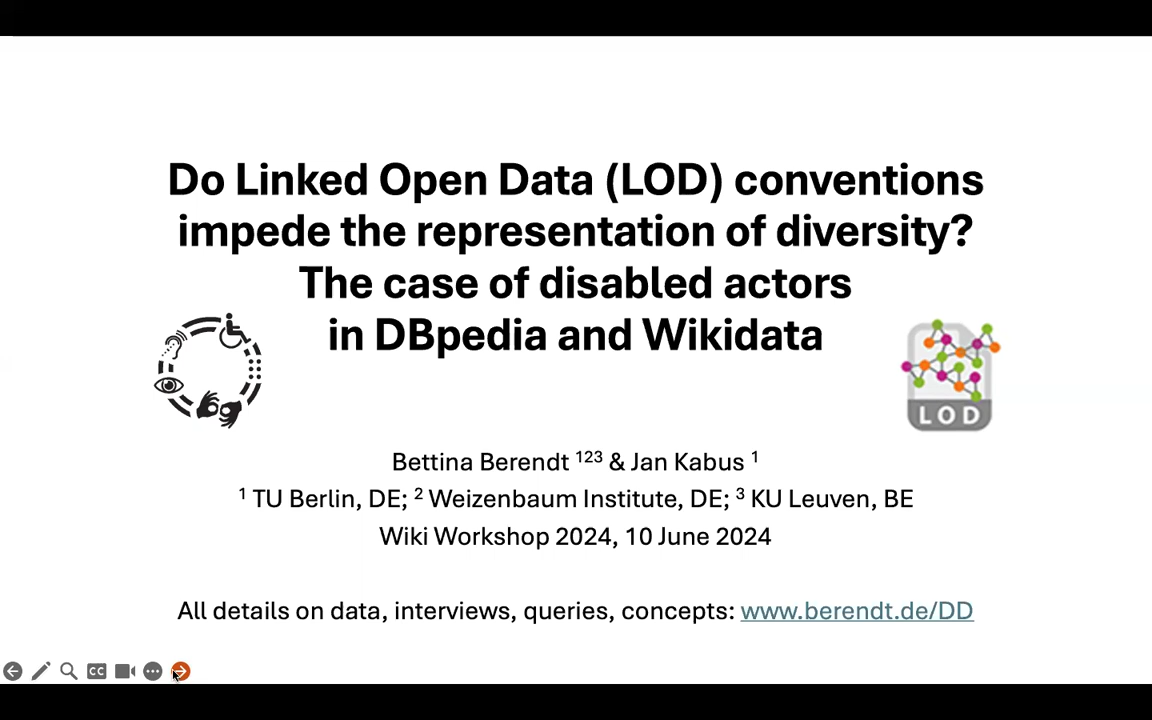 Do Linked Open Data (LOD) conventions
impede the representation of diversity?
The case of disabled actors
in DBpedia and Wikidata
LOD
Bettina Berendt ¹²³ & Jan Kabus ¹
¹ TU Berlin, DE; ² Weizenbaum Institute, DE; ³ KU Leuven, BE
Wiki Workshop 2024, 10 June 2024
All details on data, interviews, queries, concepts: www.berendt.de/DD
CC